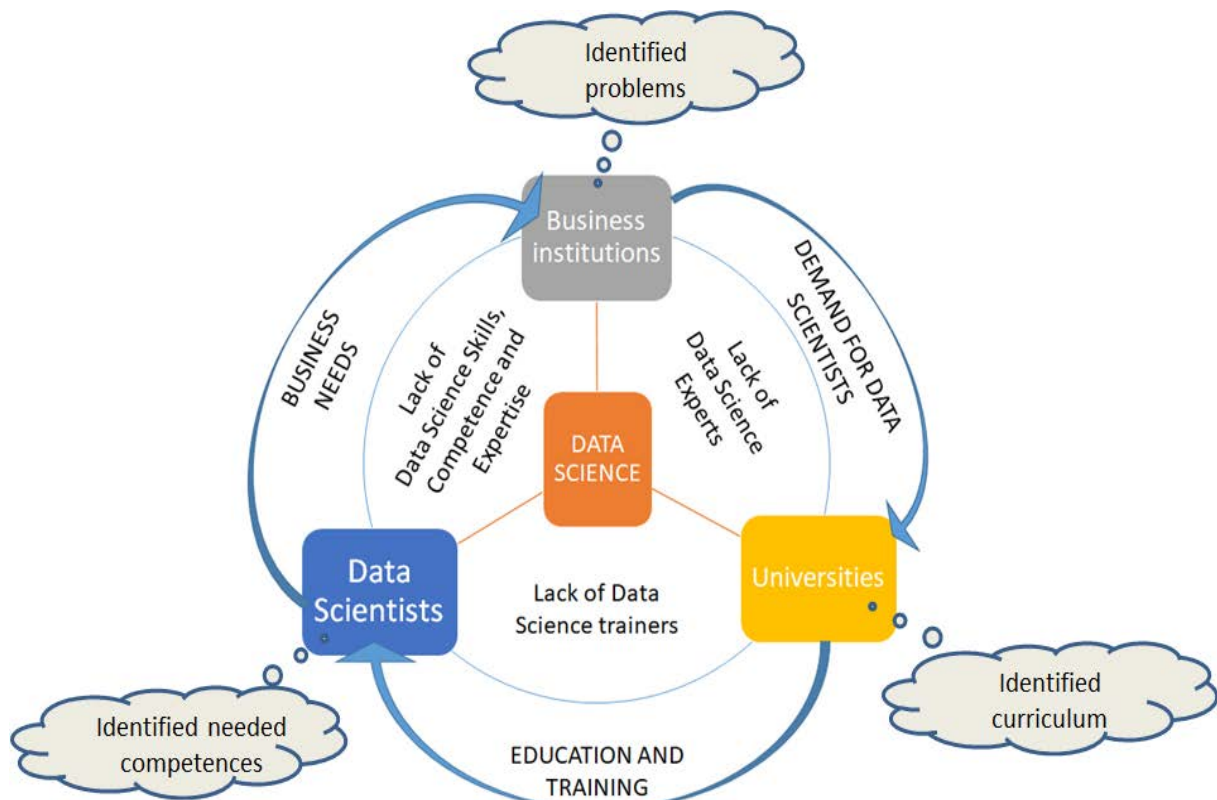 Identified
problems
Business
institutions
BUSINESS
NEEDS
Lack of
Data Science Skills,
Competence and
Expertise
Lack of
Data Science
Experts
DEMAND FOR DATA
SCIENTISTS
DATA
SCIENCE
Data
Scientists
Universities
Lack of Data
Science trainers
Identified needed
competences
Identified
curriculum
EDUCATION AND
TRAINING